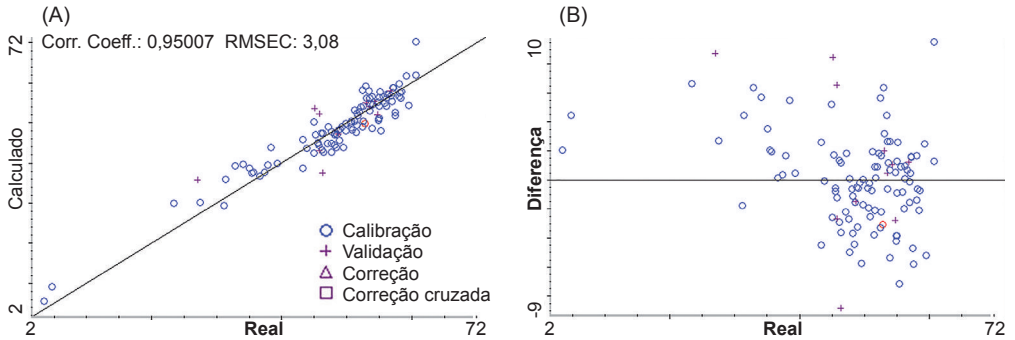 (A)
72
Corr. Coeff.: 0,95007 RMSEC: 3,08
Calculado
2
Calibração
Validação
Correção
Correção cruzada
2
Real
72
(B)
10
Diferença
-9
2
Real
72